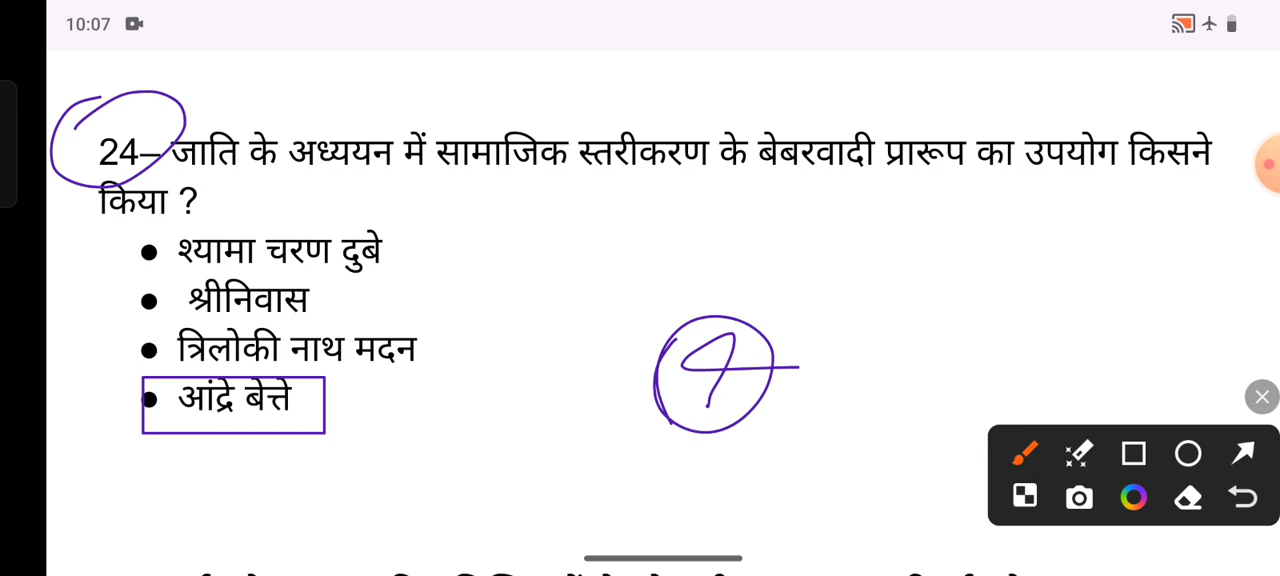 10:07
24– जाति के अध्ययन में सामाजिक स्तरीकरण के बेबरवादी प्रारूप का उपयोग किसने
किया ?
● श्यामा चरण दुबे
● श्रीनिवास
● त्रिलोकी नाथ मदन
● आंद्रे बेत्ते
4